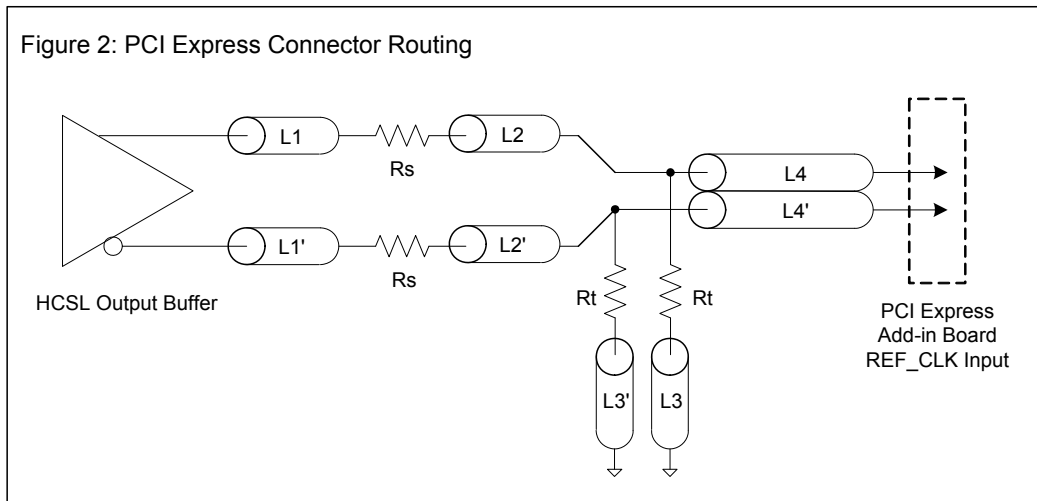 Figure 2: PCI Express Connector Routing
L1
Rs
L2
L4
L4'
L1'
Rs
L2'
HCSL Output Buffer
Rt
Rt
L3'
L3
PCI Express
Add-in Board
REF_CLK Input